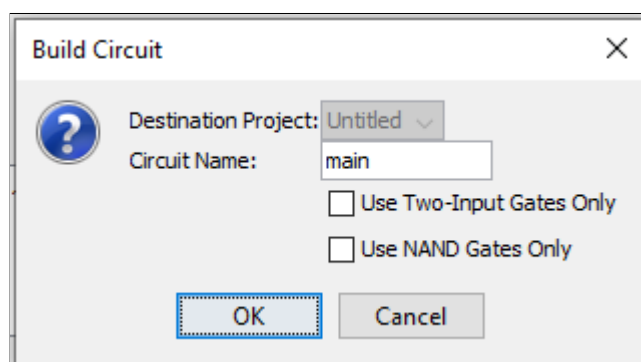 Build Circuit
Destination Project: Untitled
Circuit Name: main
Use Two-Input Gates Only
Use NAND Gates Only
OK Cancel